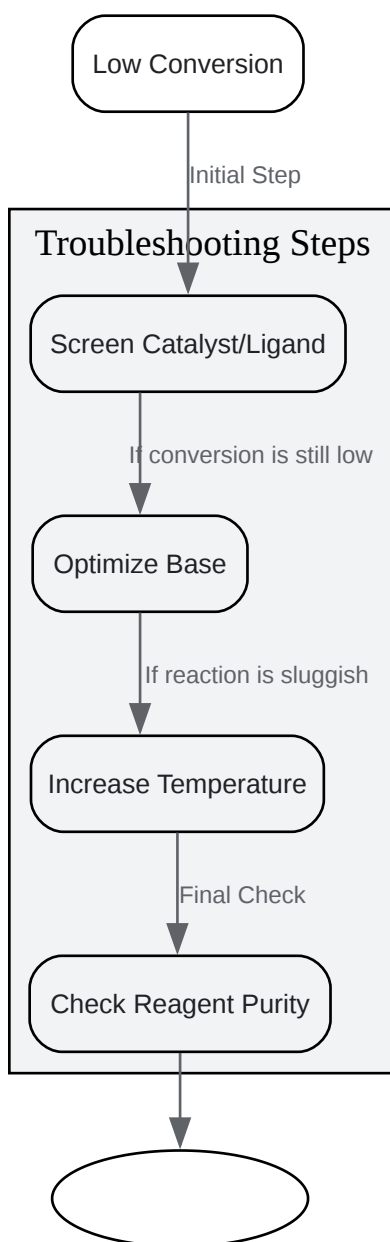 Low Conversion
Initial Step
Troubleshooting Steps
Screen Catalyst/Ligand
If conversion is still low
Optimize Base
If reaction is sluggish
Increase Temperature
Final Check
Check Reagent Purity